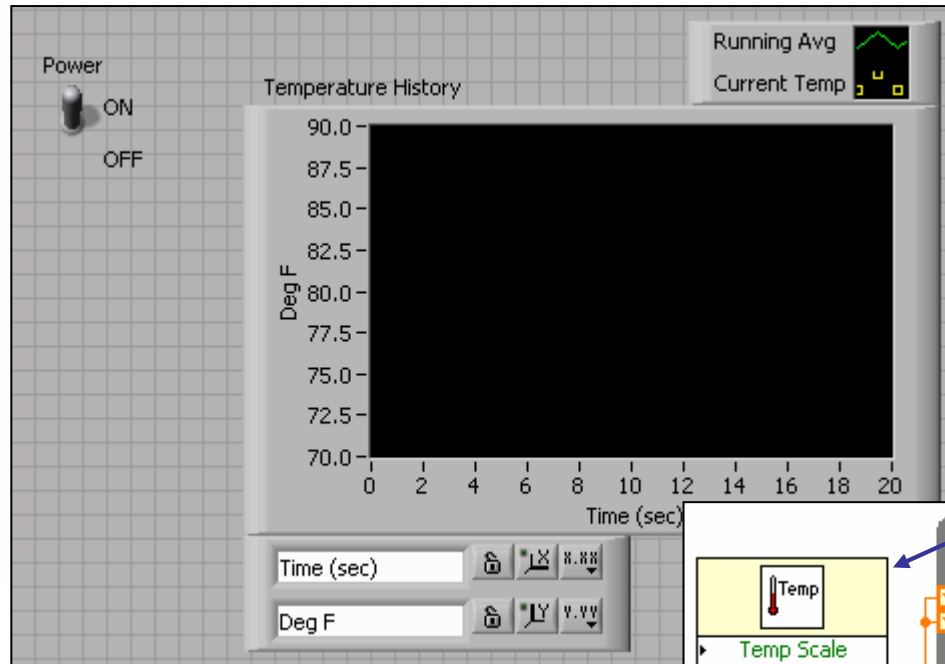 Power
ON
OFF
Temperature History
Running Avg
Current Temp
90.0
87.5
85.0
82.5
80.0
77.5
75.0
72.5
70.0
Deg F
0 2 4 6 8 10 12 14 16 18 20
Time (sec)
Time (sec) X X.XX
Deg F Y Y.YY
Temp
Temp Scale